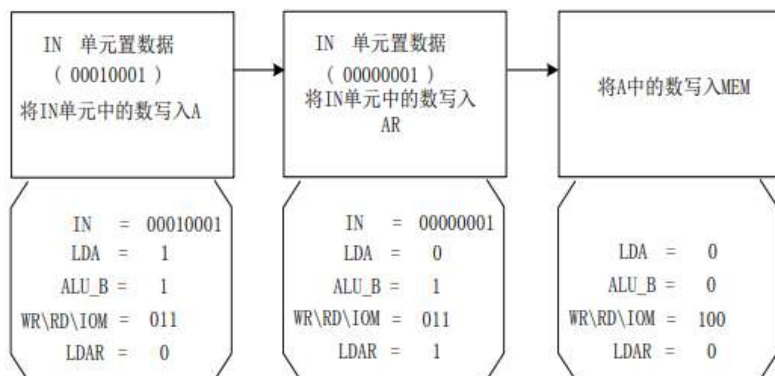 IN 单元置数据
( 00010001 )
将IN单元中的数写入A
IN 单元置数据
( 00000001 )
将IN单元中的数写入
AR
将A中的数写入MEM
IN = 00010001
LDA = 1
ALU_B = 1
WR\RD\IOM = 011
LDAR = 0
IN = 00000001
LDA = 0
ALU_B = 1
WR\RD\IOM = 011
LDAR = 1
LDA = 0
ALU_B = 0
WR\RD\IOM = 100
LDAR = 0